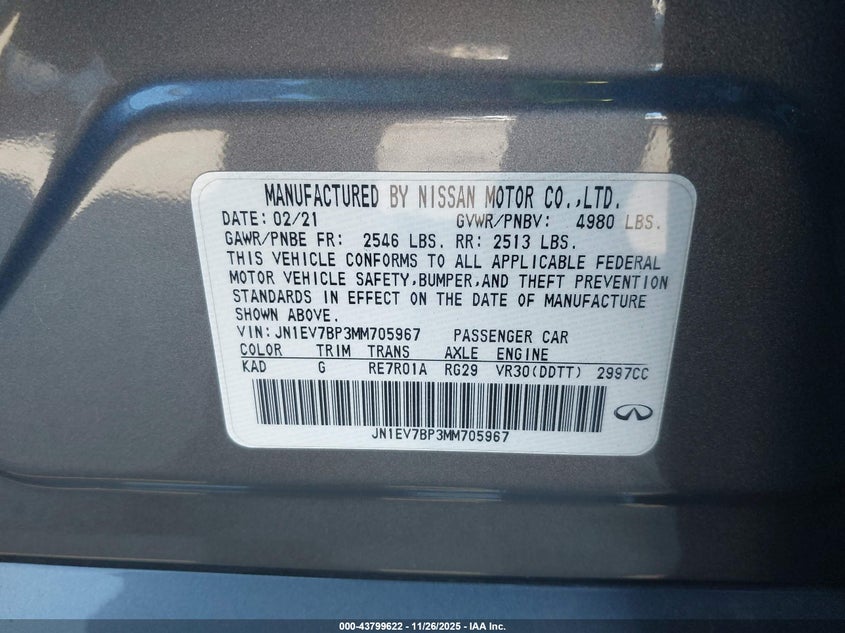 MANUFACTURED BY NISSAN MOTOR CO.,LTD.
DATE: 02/21 GVWR/PNBV: 4980 LBS.
GAWR/PNBE FR: 2546 LBS. RR: 2513 LBS.
THIS VEHICLE CONFORMS TO ALL APPLICABLE FEDERAL
MOTOR VEHICLE SAFETY,BUMPER,AND THEFT PREVENTION
STANDARDS IN EFFECT ON THE DATE OF MANUFACTURE
SHOWN ABOVE.
VIN: JN1EV7BP3MM705967 PASSENGER CAR
COLOR TRIM TRANS AXLE ENGINE
KAD G RE7R01A RG29 VR30(DDTT) 2997CC
JN1EV7BP3MM705967
000-43799622 - 11/26/2025 - IAA Inc.